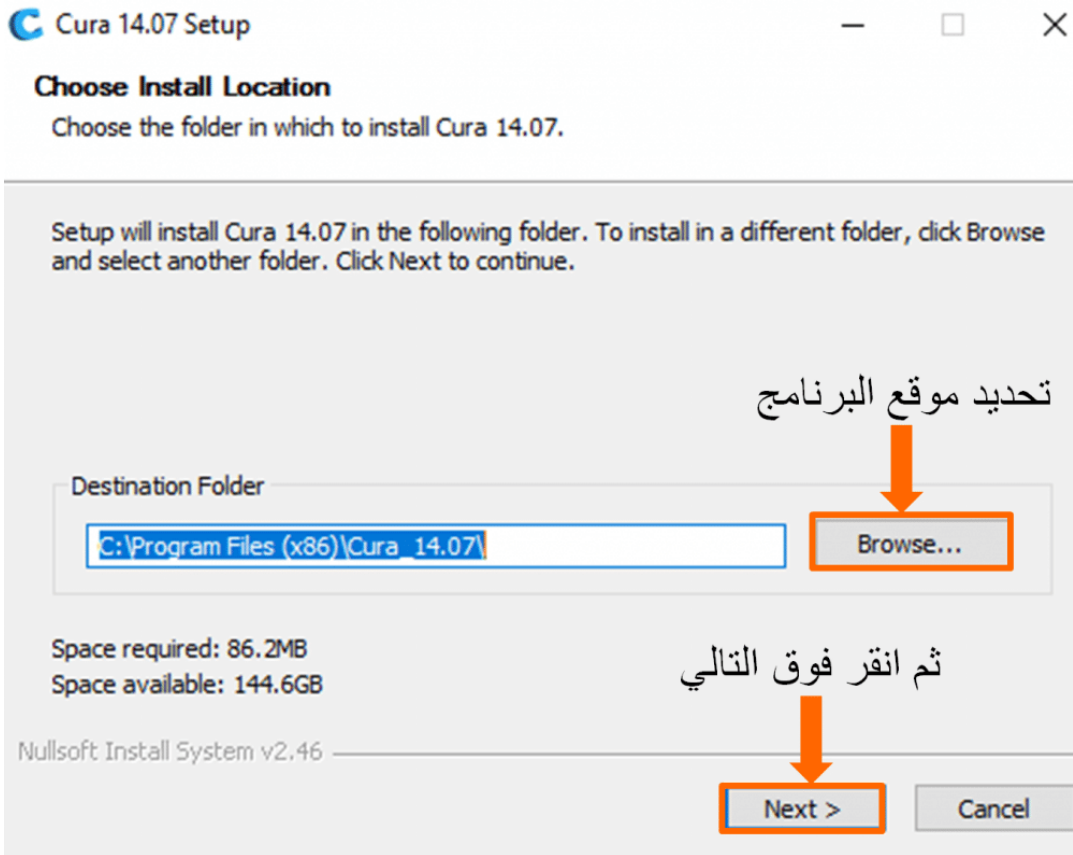 Cura 14.07 Setup
Choose Install Location
Choose the folder in which to install Cura 14.07.
Setup will install Cura 14.07 in the following folder. To install in a different folder, click Browse
and select another folder. Click Next to continue.
تحديد موقع البرنامج
Destination Folder
C:\Program Files (x86)\Cura_14.07\
Browse...
Space required: 86.2MB
Space available: 144.6GB
ثم انقر فوق التالي
Nullsoft Install System v2.46
Next >
Cancel